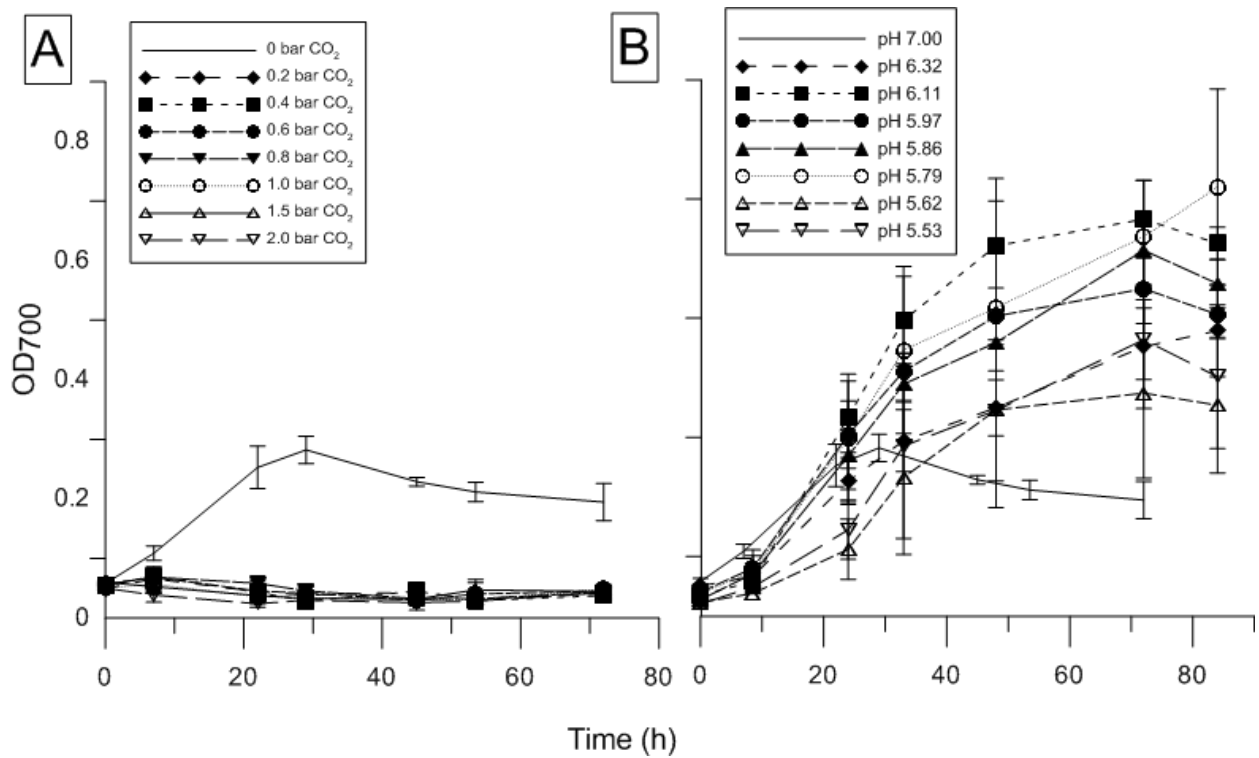 A
0 bar CO₂
0.2 bar CO₂
0.4 bar CO₂
0.6 bar CO₂
0.8 bar CO₂
1.0 bar CO₂
1.5 bar CO₂
2.0 bar CO₂
B
pH 7.00
pH 6.32
pH 6.11
pH 5.97
pH 5.86
pH 5.79
pH 5.62
pH 5.53
OD700
0.8
0.6
0.4
0.2
0
0 20 40 60 80
0 20 40 60 80
Time (h)